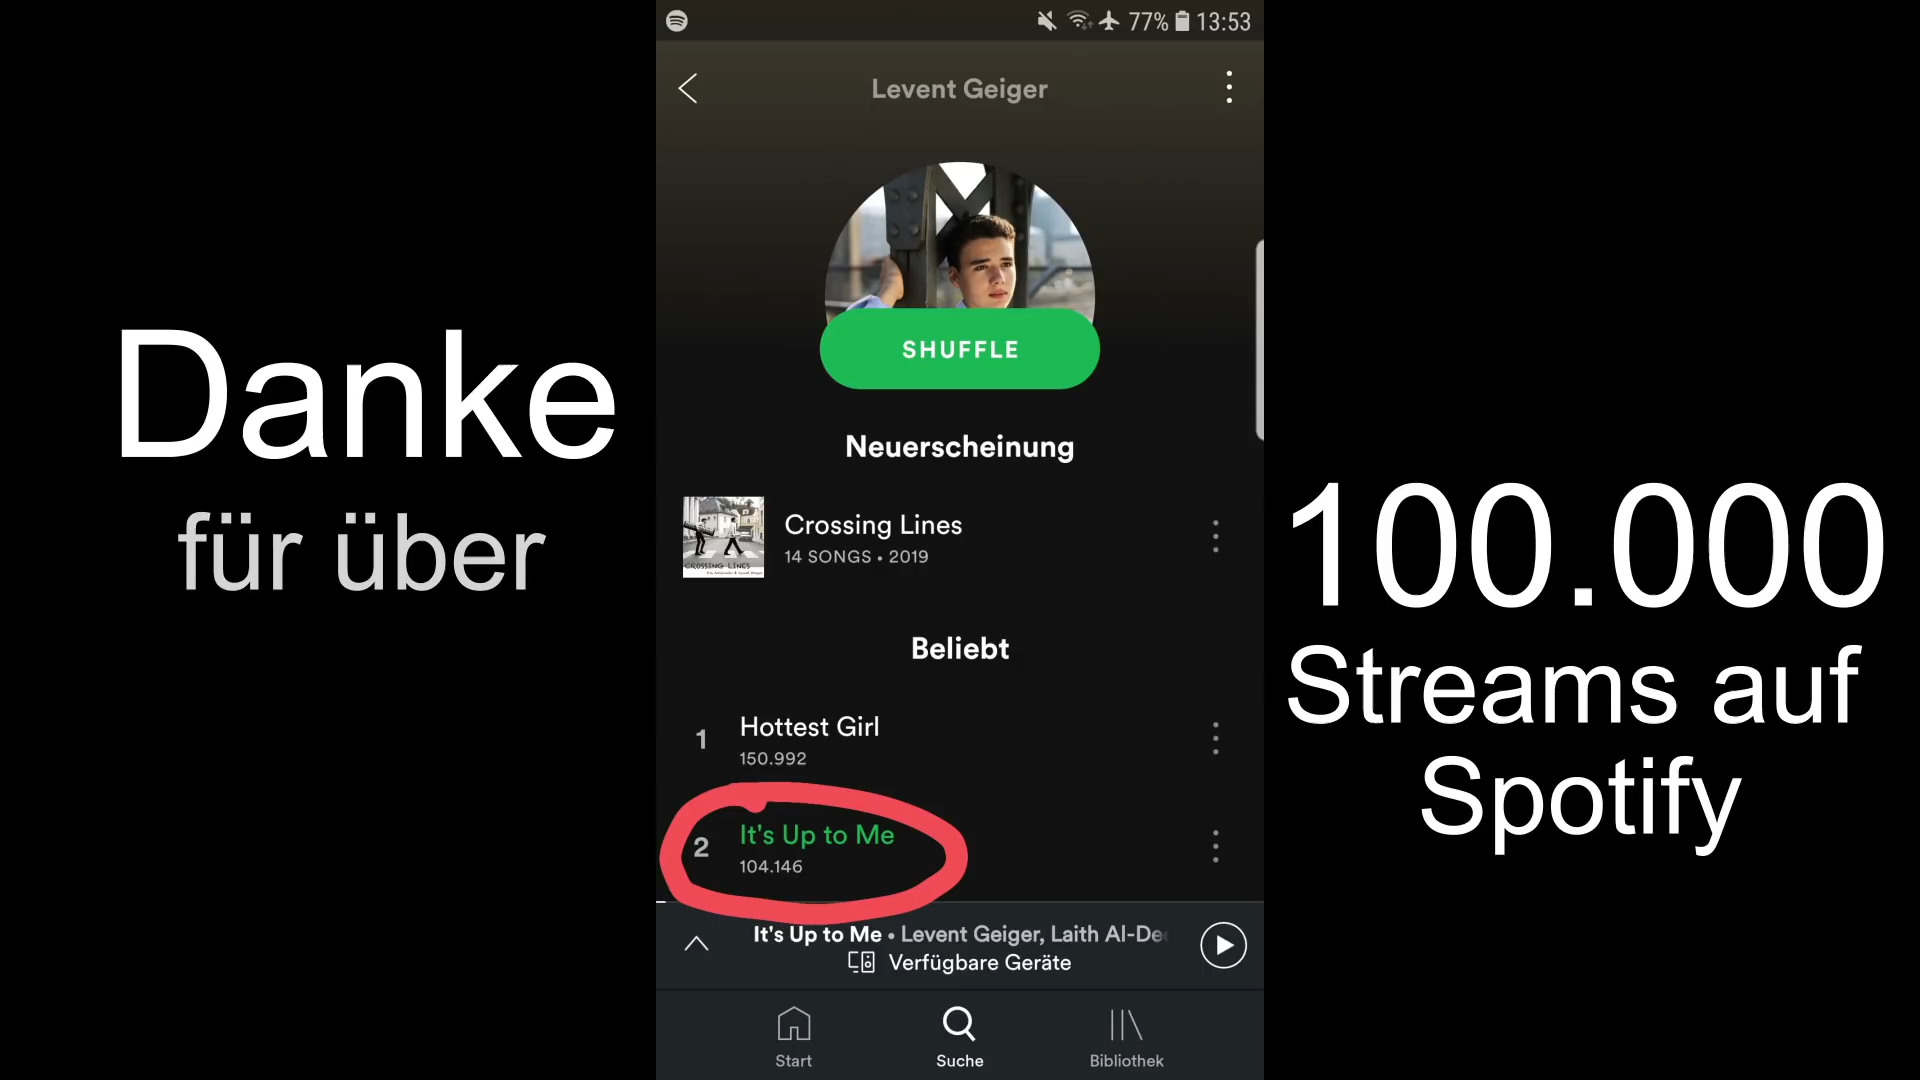 77% 13:53
Levent Geiger
SHUFFLE
Danke
für über
Neuerscheinung
Crossing Lines
14 SONGS • 2019
CROSSING LINES
100.000
Streams auf
Spotify
Beliebt
1 Hottest Girl
150.992
2 It's Up to Me
104.146
It's Up to Me • Levent Geiger, Laith Al-De
Verfügbare Geräte
Start Suche Bibliothek